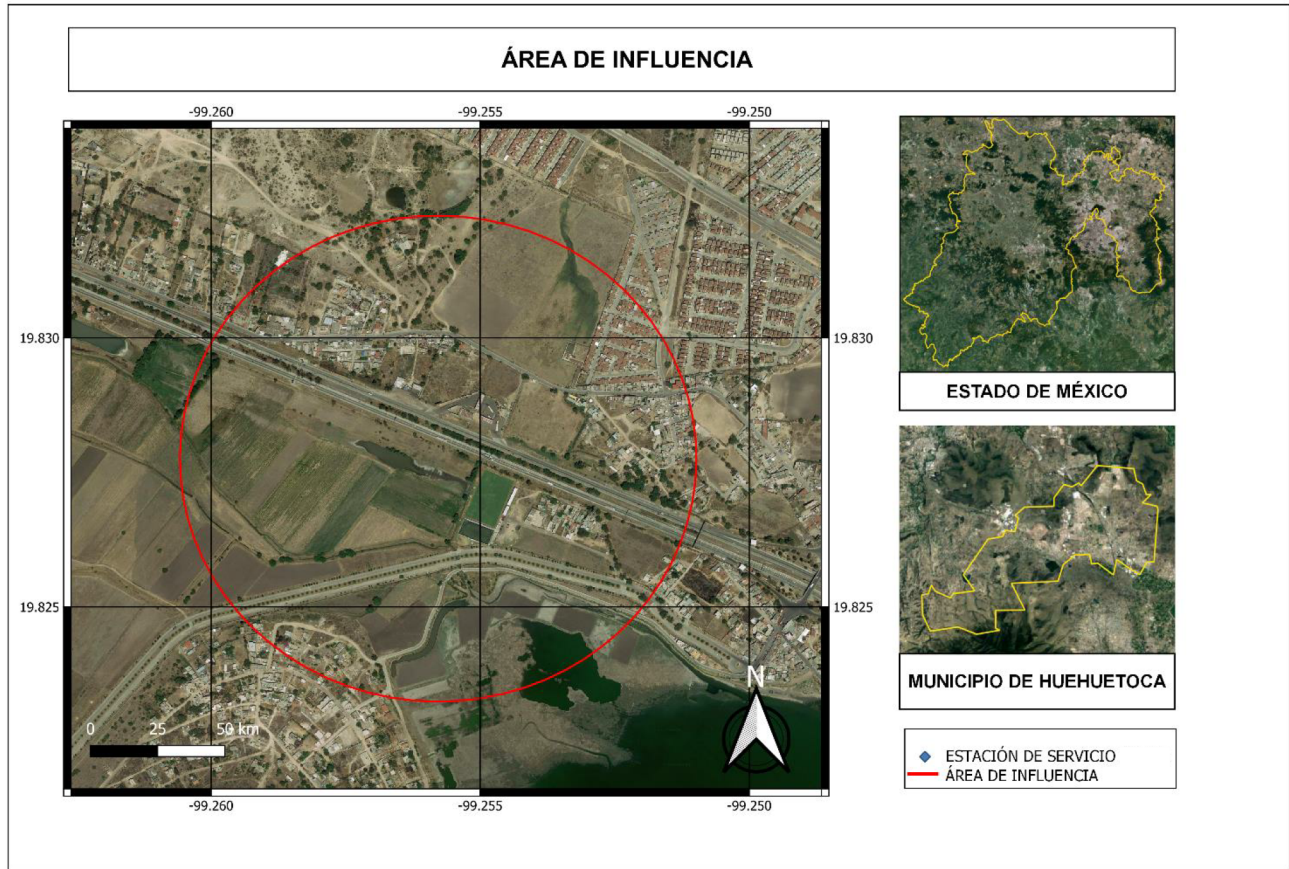 ÁREA DE INFLUENCIA
-99.260 -99.255 -99.250
19.830 19.830
19.825 19.825
N
0 25 50 km
-99.260 -99.255 -99.250
ESTADO DE MÉXICO
MUNICIPIO DE HUEHUETOCA
ESTACIÓN DE SERVICIO
ÁREA DE INFLUENCIA